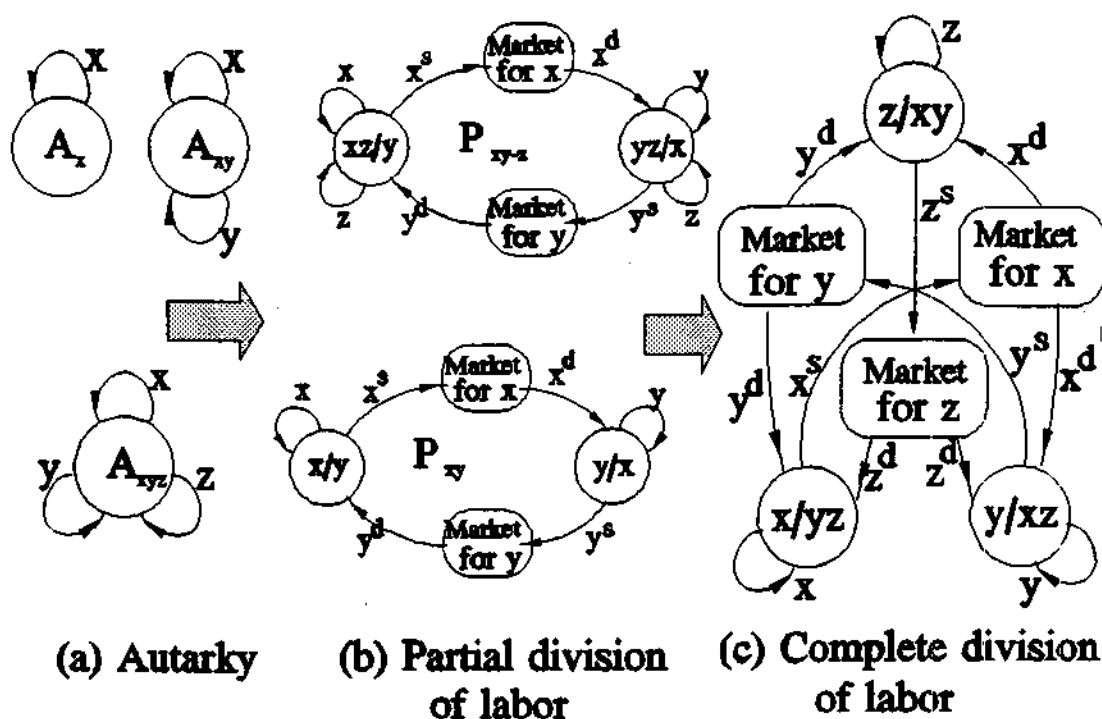 x
A_x
x
A_xy
y
x
A_xyz
y
z
(a) Autarky
x
x^s
Market
for x
x^d
y
xz/y
P_xy-z
yz/x
z
y^d
Market
for y
y^s
z
x
x^s
Market
for x
x^d
y
x/y
P_xy
y/x
y^d
Market
for y
y^s
(b) Partial division
of labor
z
z/xy
y^d
x^d
z^s
Market
for y
Market
for x
y^d
x^s
Market
for z
y^s
x^d
z^d
z^d
x/yz
y/xz
x
y
(c) Complete division
of labor